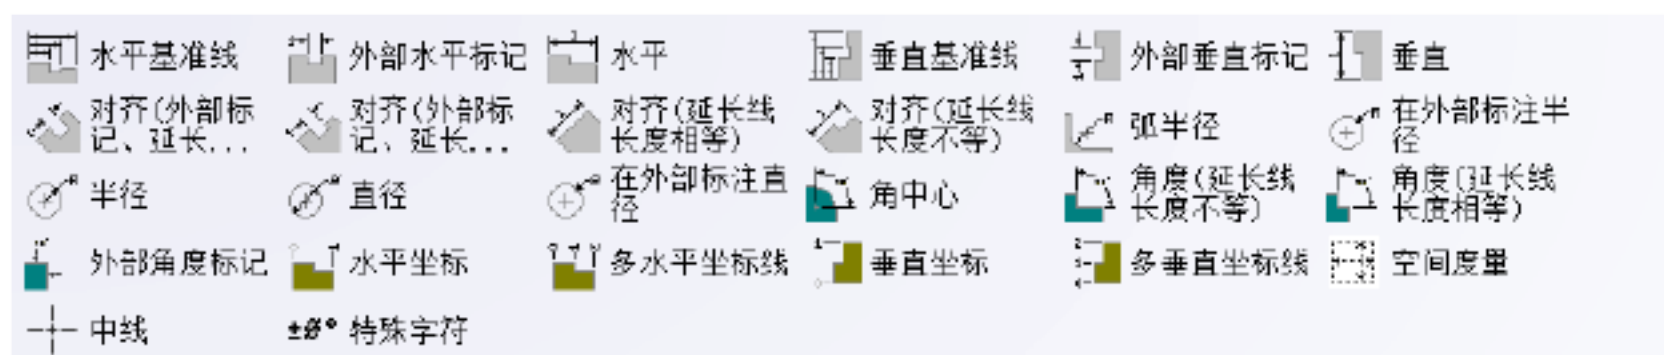 水平基准线 外部水平标记 水平 垂直基准线 外部垂直标记 垂直
对齐(外部标 对齐(外部标 对齐(延长线 对齐(延长线 弧半径 在外部标注半
记、延长... 记、延长... 长度相等) 长度不等) 径
半径 直径 在外部标注直 角中心 角度(延长线 角度(延长线
径 长度不等) 长度相等)
外部角度标记 水平坐标 多水平坐标线 垂直坐标 多垂直坐标线 空间度量
中线 ±ø° 特殊字符